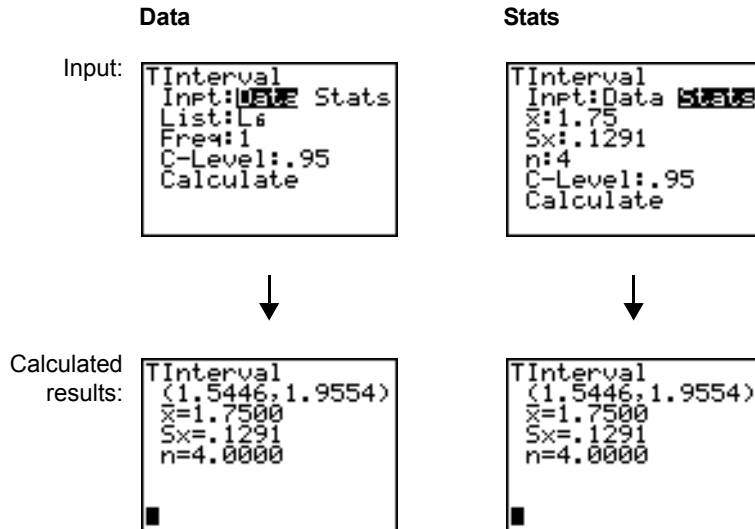 Data
Stats
Input:
TInterval
Inpt:Data Stats
List:L6
Freq:1
C-Level:.95
Calculate
TInterval
Inpt:Data Stats
x̄:1.75
Sx:.1291
n:4
C-Level:.95
Calculate
Calculated
results:
TInterval
(1.5446,1.9554)
x̄=1.7500
Sx=.1291
n=4.0000
TInterval
(1.5446,1.9554)
x̄=1.7500
Sx=.1291
n=4.0000